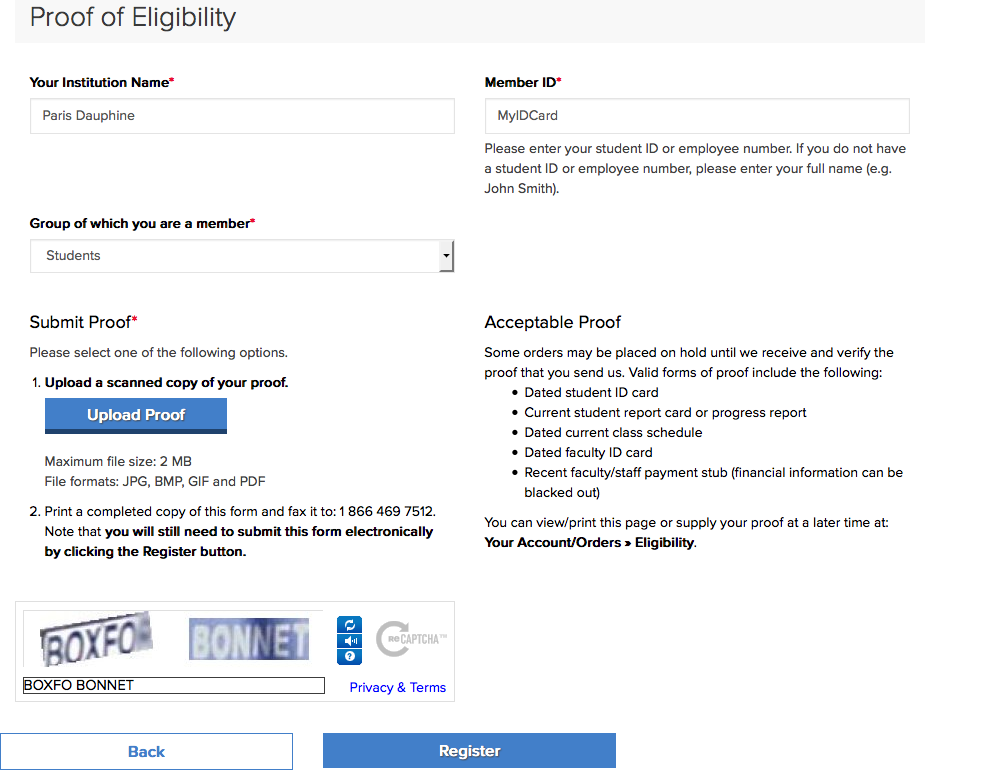 Proof of Eligibility
Your Institution Name*
Paris Dauphine
Member ID*
MyIDCard
Please enter your student ID or employee number. If you do not have
a student ID or employee number, please enter your full name (e.g.
John Smith).
Group of which you are a member*
Students
Submit Proof*
Please select one of the following options.
1. Upload a scanned copy of your proof.
Upload Proof
Maximum file size: 2 MB
File formats: JPG, BMP, GIF and PDF
2. Print a completed copy of this form and fax it to: 1 866 469 7512.
Note that you will still need to submit this form electronically
by clicking the Register button.
Acceptable Proof
Some orders may be placed on hold until we receive and verify the
proof that you send us. Valid forms of proof include the following:
• Dated student ID card
• Current student report card or progress report
• Dated current class schedule
• Dated faculty ID card
• Recent faculty/staff payment stub (financial information can be
blacked out)
You can view/print this page or supply your proof at a later time at:
Your Account/Orders » Eligibility.
BOXFO BONNET
reCAPTCHA™
BOXFO BONNET
Privacy & Terms
Back
Register